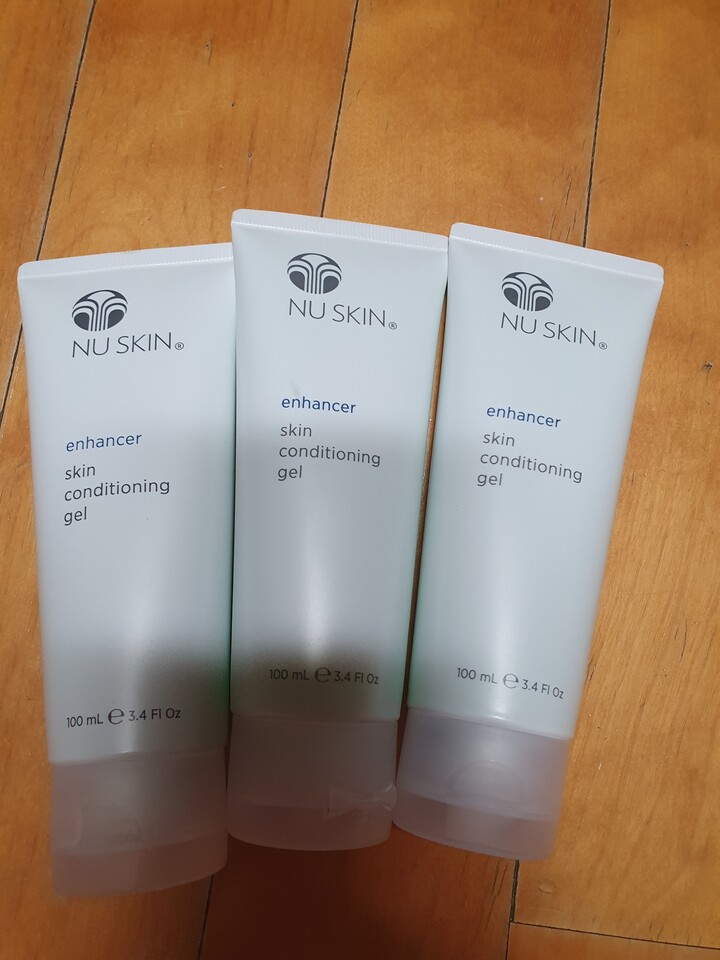 NU SKIN®
enhancer
skin
conditioning
gel
100 mL ℮ 3.4 Fl Oz
NU SKIN®
enhancer
skin
conditioning
gel
100 mL ℮ 3.4 Fl Oz
NU SKIN®
enhancer
skin
conditioning
gel
100 mL ℮ 3.4 Fl Oz